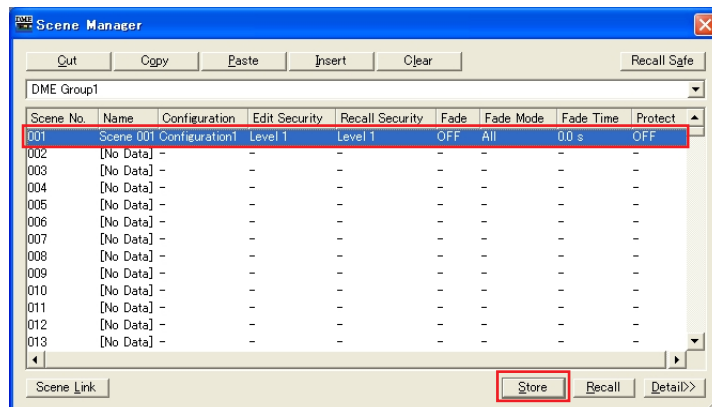 DME Scene Manager
Cut Copy Paste Insert Clear Recall Safe
DME Group1
Scene No. Name Configuration Edit Security Recall Security Fade Fade Mode Fade Time Protect
001 Scene 001 Configuration1 Level 1 Level 1 OFF All 0.0 s OFF
002 [No Data] - - - - - - -
003 [No Data] - - - - - - -
004 [No Data] - - - - - - -
005 [No Data] - - - - - - -
006 [No Data] - - - - - - -
007 [No Data] - - - - - - -
008 [No Data] - - - - - - -
009 [No Data] - - - - - - -
010 [No Data] - - - - - - -
011 [No Data] - - - - - - -
012 [No Data] - - - - - - -
013 [No Data] - - - - - - -
Scene Link Store Recall Detail>>